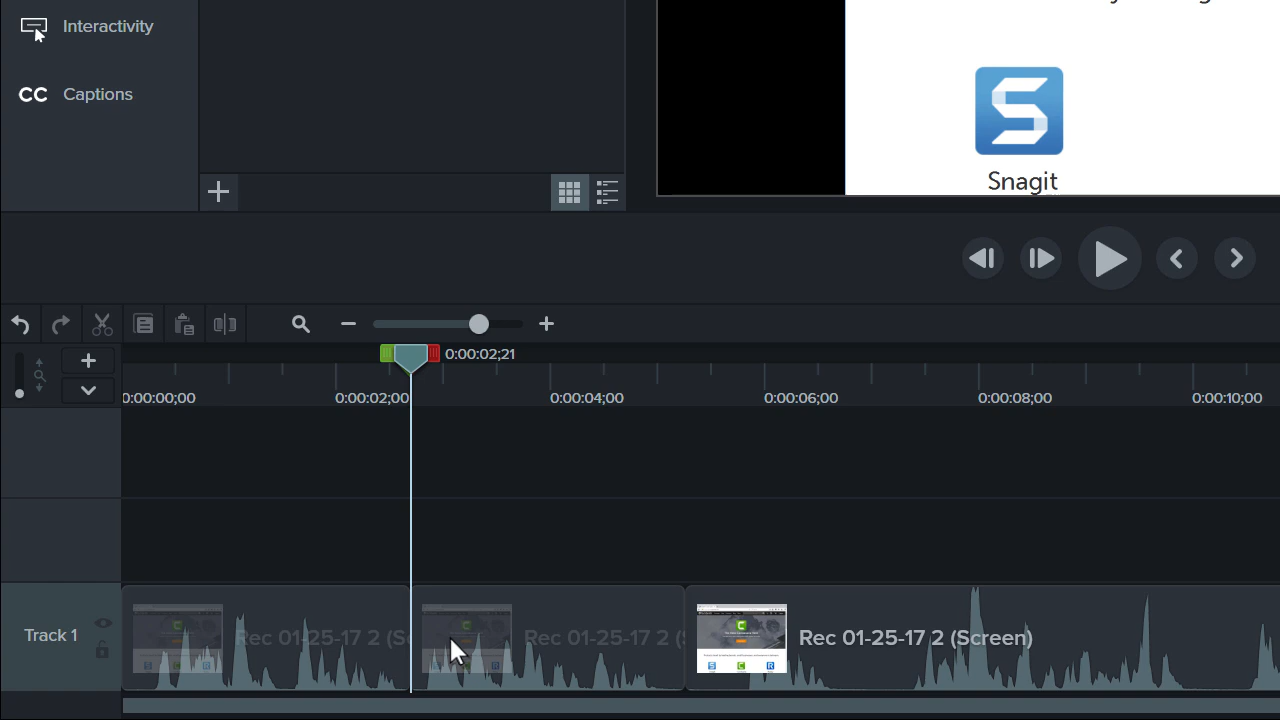 Interactivity
CC Captions
Snagit
0:00:02;21
0:00:00;00
0:00:02;00
0:00:04;00
0:00:06;00
0:00:08;00
0:00:10;00
Track 1
Rec 01-25-17 2 (Sc
Rec 01-25-17 2 (S
Rec 01-25-17 2 (Screen)